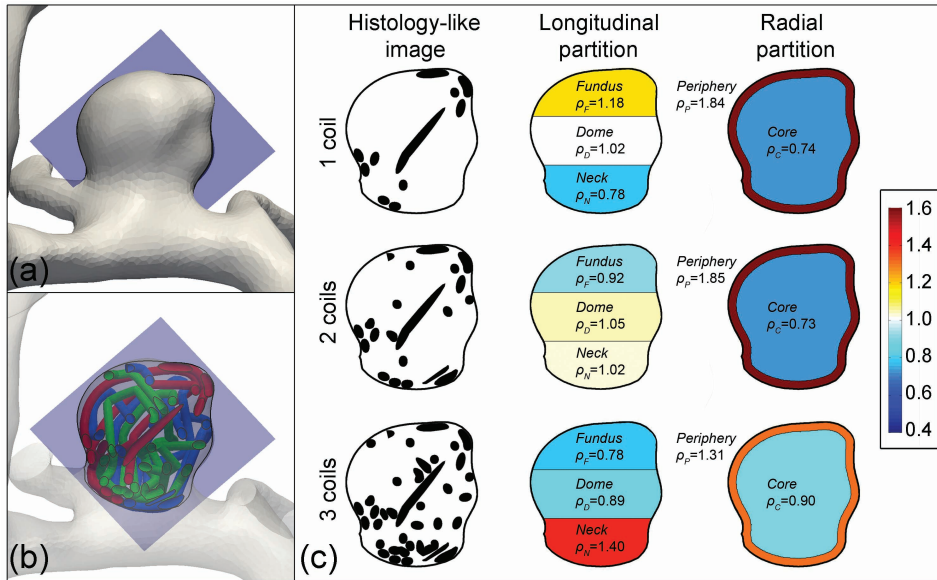 (a)
(b)
(c)
Histology-like
image
Longitudinal
partition
Radial
partition
1 coil
Fundus
ρF=1.18
Dome
ρD=1.02
Neck
ρN=0.78
Periphery
ρP=1.84
Core
ρC=0.74
2 coils
Fundus
ρF=0.92
Dome
ρD=1.05
Neck
ρN=1.02
Periphery
ρP=1.85
Core
ρC=0.73
3 coils
Fundus
ρF=0.78
Dome
ρD=0.89
Neck
ρN=1.40
Periphery
ρP=1.31
Core
ρC=0.90
1.6
1.4
1.2
1.0
0.8
0.6
0.4